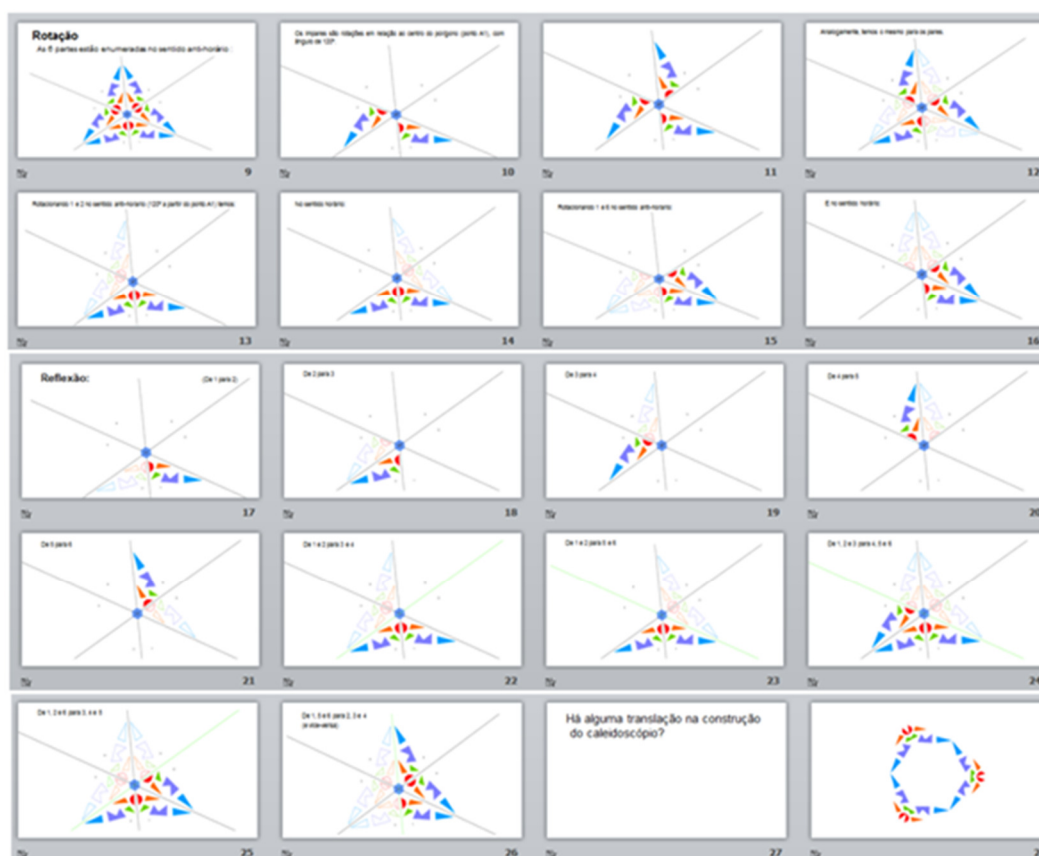 Rotação
As 6 partes estão enumeradas no sentido anti-horário :
Os ímpares são rotações em relação ao centro do polígono (ponto A1), com
ângulo de 120º.
Analogamente, temos o mesmo para os pares.
9
10
11
12
Rotacionando 1 e 2 no sentido anti-horário (120º a partir do ponto A1) temos:
No sentido horário:
Rotacionando 1 e 6 no sentido anti-horário:
E no sentido horário:
13
14
15
16
Reflexão:
(De 1 para 2)
De 2 para 3
De 3 para 4
De 4 para 5
17
18
19
20
De 5 para 6
De 1 e 2 para 3 e 4
De 1 e 2 para 5 e 6
De 1, 2 e 3 para 4, 5 e 6
21
22
23
24
De 1, 2 e 6 para 3, 4 e 5
De 1, 5 e 6 para 2, 3 e 4
(e vice-versa)
Há alguma translação na construção
do caleidoscópio?
25
26
27